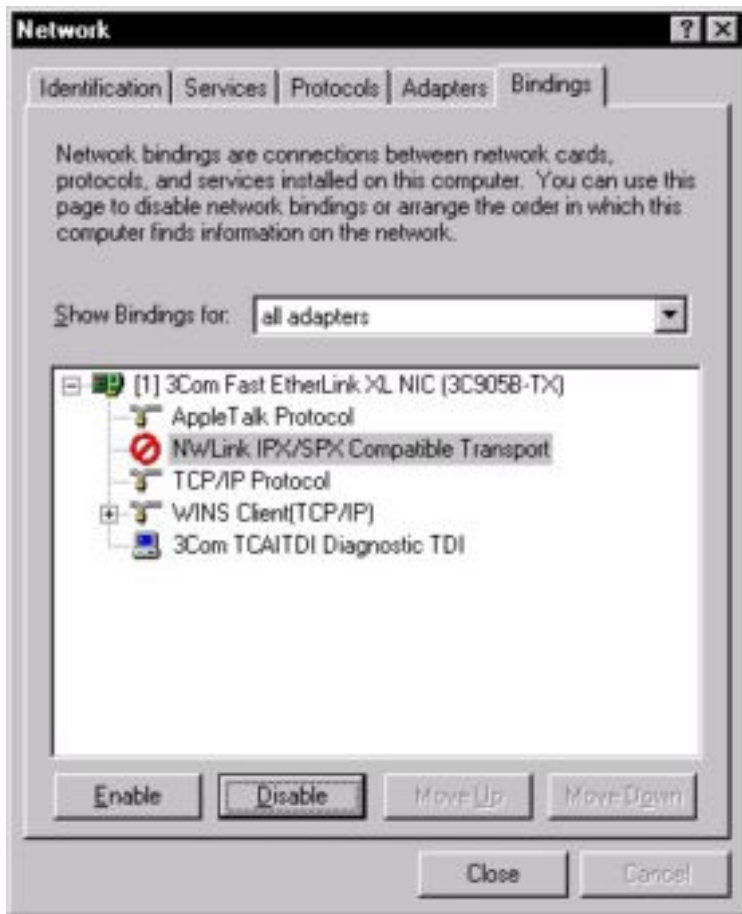 Network
Identification Services Protocols Adapters Bindings
Network bindings are connections between network cards,
protocols, and services installed on this computer. You can use this
page to disable network bindings or arrange the order in which this
computer finds information on the network.
Show Bindings for: all adapters
[1] 3Com Fast EtherLink XL NIC (3C905B-TX)
AppleTalk Protocol
NWLink IPX/SPX Compatible Transport
TCP/IP Protocol
WINS Client(TCP/IP)
3Com TCAITDI Diagnostic TDI
Enable Disable Move Up Move Down
Close Cancel